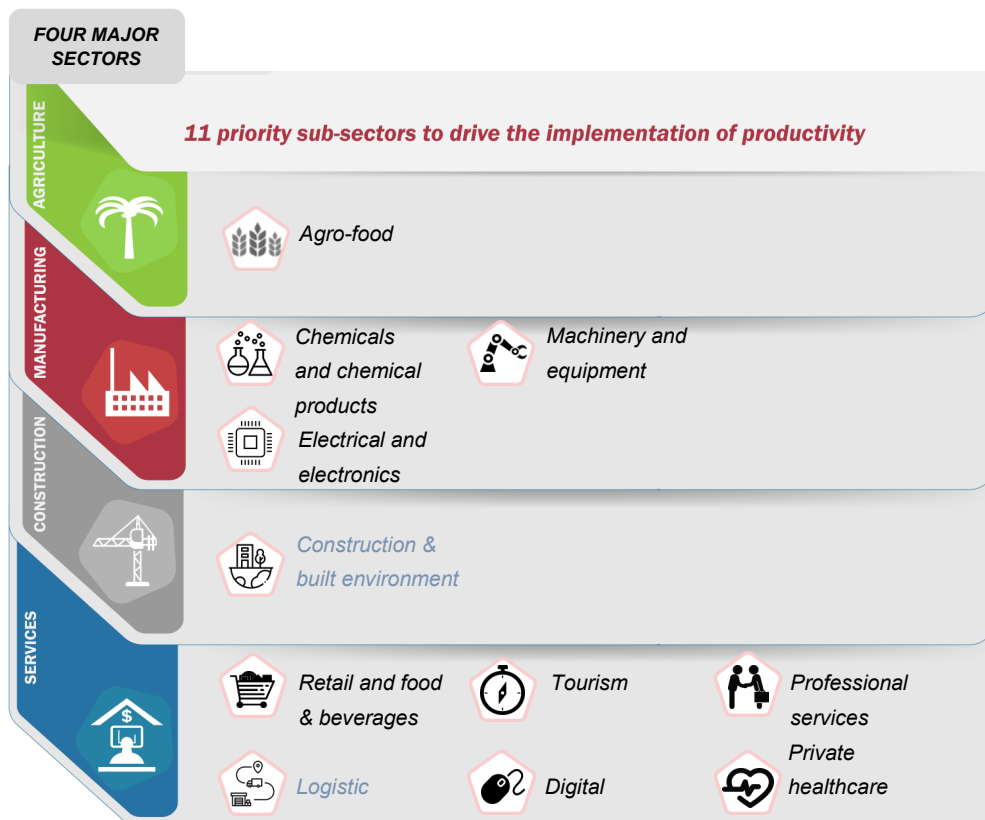 FOUR MAJOR
SECTORS
11 priority sub-sectors to drive the implementation of productivity
AGRICULTURE
Agro-food
MANUFACTURING
Chemicals
and chemical
products
Machinery and
equipment
Electrical and
electronics
CONSTRUCTION
Construction &
built environment
SERVICES
$
Retail and food
& beverages
Tourism
Professional
services
Logistic
Digital
Private
healthcare